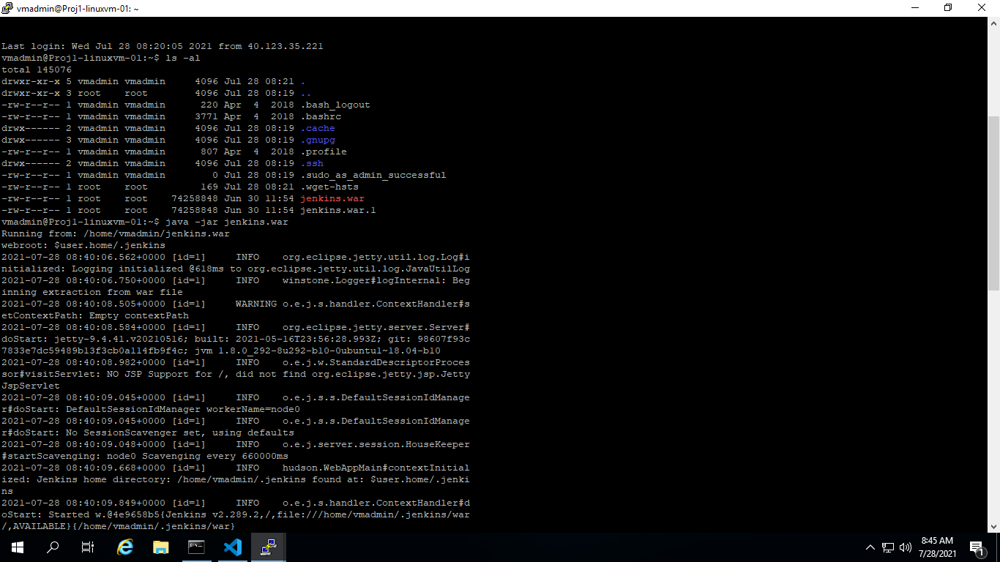 vmadmin@Proj1-linuxvm-01: ~
Last login: Wed Jul 28 08:20:05 2021 from 40.123.35.221
vmadmin@Proj1-linuxvm-01:~$ ls -al
total 145076
drwxr-xr-x 5 vmadmin vmadmin     4096 Jul 28 08:21 .
drwxr-xr-x 3 root    root        4096 Jul 28 08:19 ..
-rw-r--r-- 1 vmadmin vmadmin      220 Apr  4  2018 .bash_logout
-rw-r--r-- 1 vmadmin vmadmin     3771 Apr  4  2018 .bashrc
drwx------ 2 vmadmin vmadmin     4096 Jul 28 08:19 .cache
drwx------ 3 vmadmin vmadmin     4096 Jul 28 08:19 .gnupg
-rw-r--r-- 1 vmadmin vmadmin      807 Apr  4  2018 .profile
drwx------ 2 vmadmin vmadmin     4096 Jul 28 08:19 .ssh
-rw-r--r-- 1 vmadmin vmadmin        0 Jul 28 08:19 .sudo_as_admin_successful
-rw-r--r-- 1 root    root         169 Jul 28 08:21 .wget-hsts
-rw-r--r-- 1 root    root    74258848 Jun 30 11:54 jenkins.war
-rw-r--r-- 1 root    root    74258848 Jun 30 11:54 jenkins.war.1
vmadmin@Proj1-linuxvm-01:~$ java -jar jenkins.war
Running from: /home/vmadmin/jenkins.war
webroot: $user.home/.jenkins
2021-07-28 08:40:06.562+0000 [id=1]     INFO    org.eclipse.jetty.util.log.Log#i
nitialized: Logging initialized @618ms to org.eclipse.jetty.util.log.JavaUtilLog
2021-07-28 08:40:06.750+0000 [id=1]     INFO    winstone.Logger#logInternal: Beg
inning extraction from war file
2021-07-28 08:40:08.505+0000 [id=1]     WARNING o.e.j.s.handler.ContextHandler#s
etContextPath: Empty contextPath
2021-07-28 08:40:08.584+0000 [id=1]     INFO    org.eclipse.jetty.server.Server#
doStart: jetty-9.4.41.v20210516; built: 2021-05-16T23:56:28.993Z; git: 98607f93c
7833e7dc59489b13f3cb0a114fb9f4c; jvm 1.8.0_292-8u292-b10-0ubuntu1~18.04-b10
2021-07-28 08:40:08.982+0000 [id=1]     INFO    o.e.j.w.StandardDescriptorProces
sor#visitServlet: NO JSP Support for /, did not find org.eclipse.jetty.jsp.Jetty
JspServlet
2021-07-28 08:40:09.045+0000 [id=1]     INFO    o.e.j.s.s.DefaultSessionIdManage
r#doStart: DefaultSessionIdManager workerName=node0
2021-07-28 08:40:09.045+0000 [id=1]     INFO    o.e.j.s.s.DefaultSessionIdManage
r#doStart: No SessionScavenger set, using defaults
2021-07-28 08:40:09.048+0000 [id=1]     INFO    o.e.j.server.session.HouseKeeper
#startScavenging: node0 Scavenging every 660000ms
2021-07-28 08:40:09.668+0000 [id=1]     INFO    hudson.WebAppMain#contextInitial
ized: Jenkins home directory: /home/vmadmin/.jenkins found at: $user.home/.jenki
ns
2021-07-28 08:40:09.849+0000 [id=1]     INFO    o.e.j.s.handler.ContextHandler#d
oStart: Started w.@4e9658b5{Jenkins v2.289.2,/,file:///home/vmadmin/.jenkins/war
/,AVAILABLE}{/home/vmadmin/.jenkins/war}
8:45 AM
7/28/2021
1